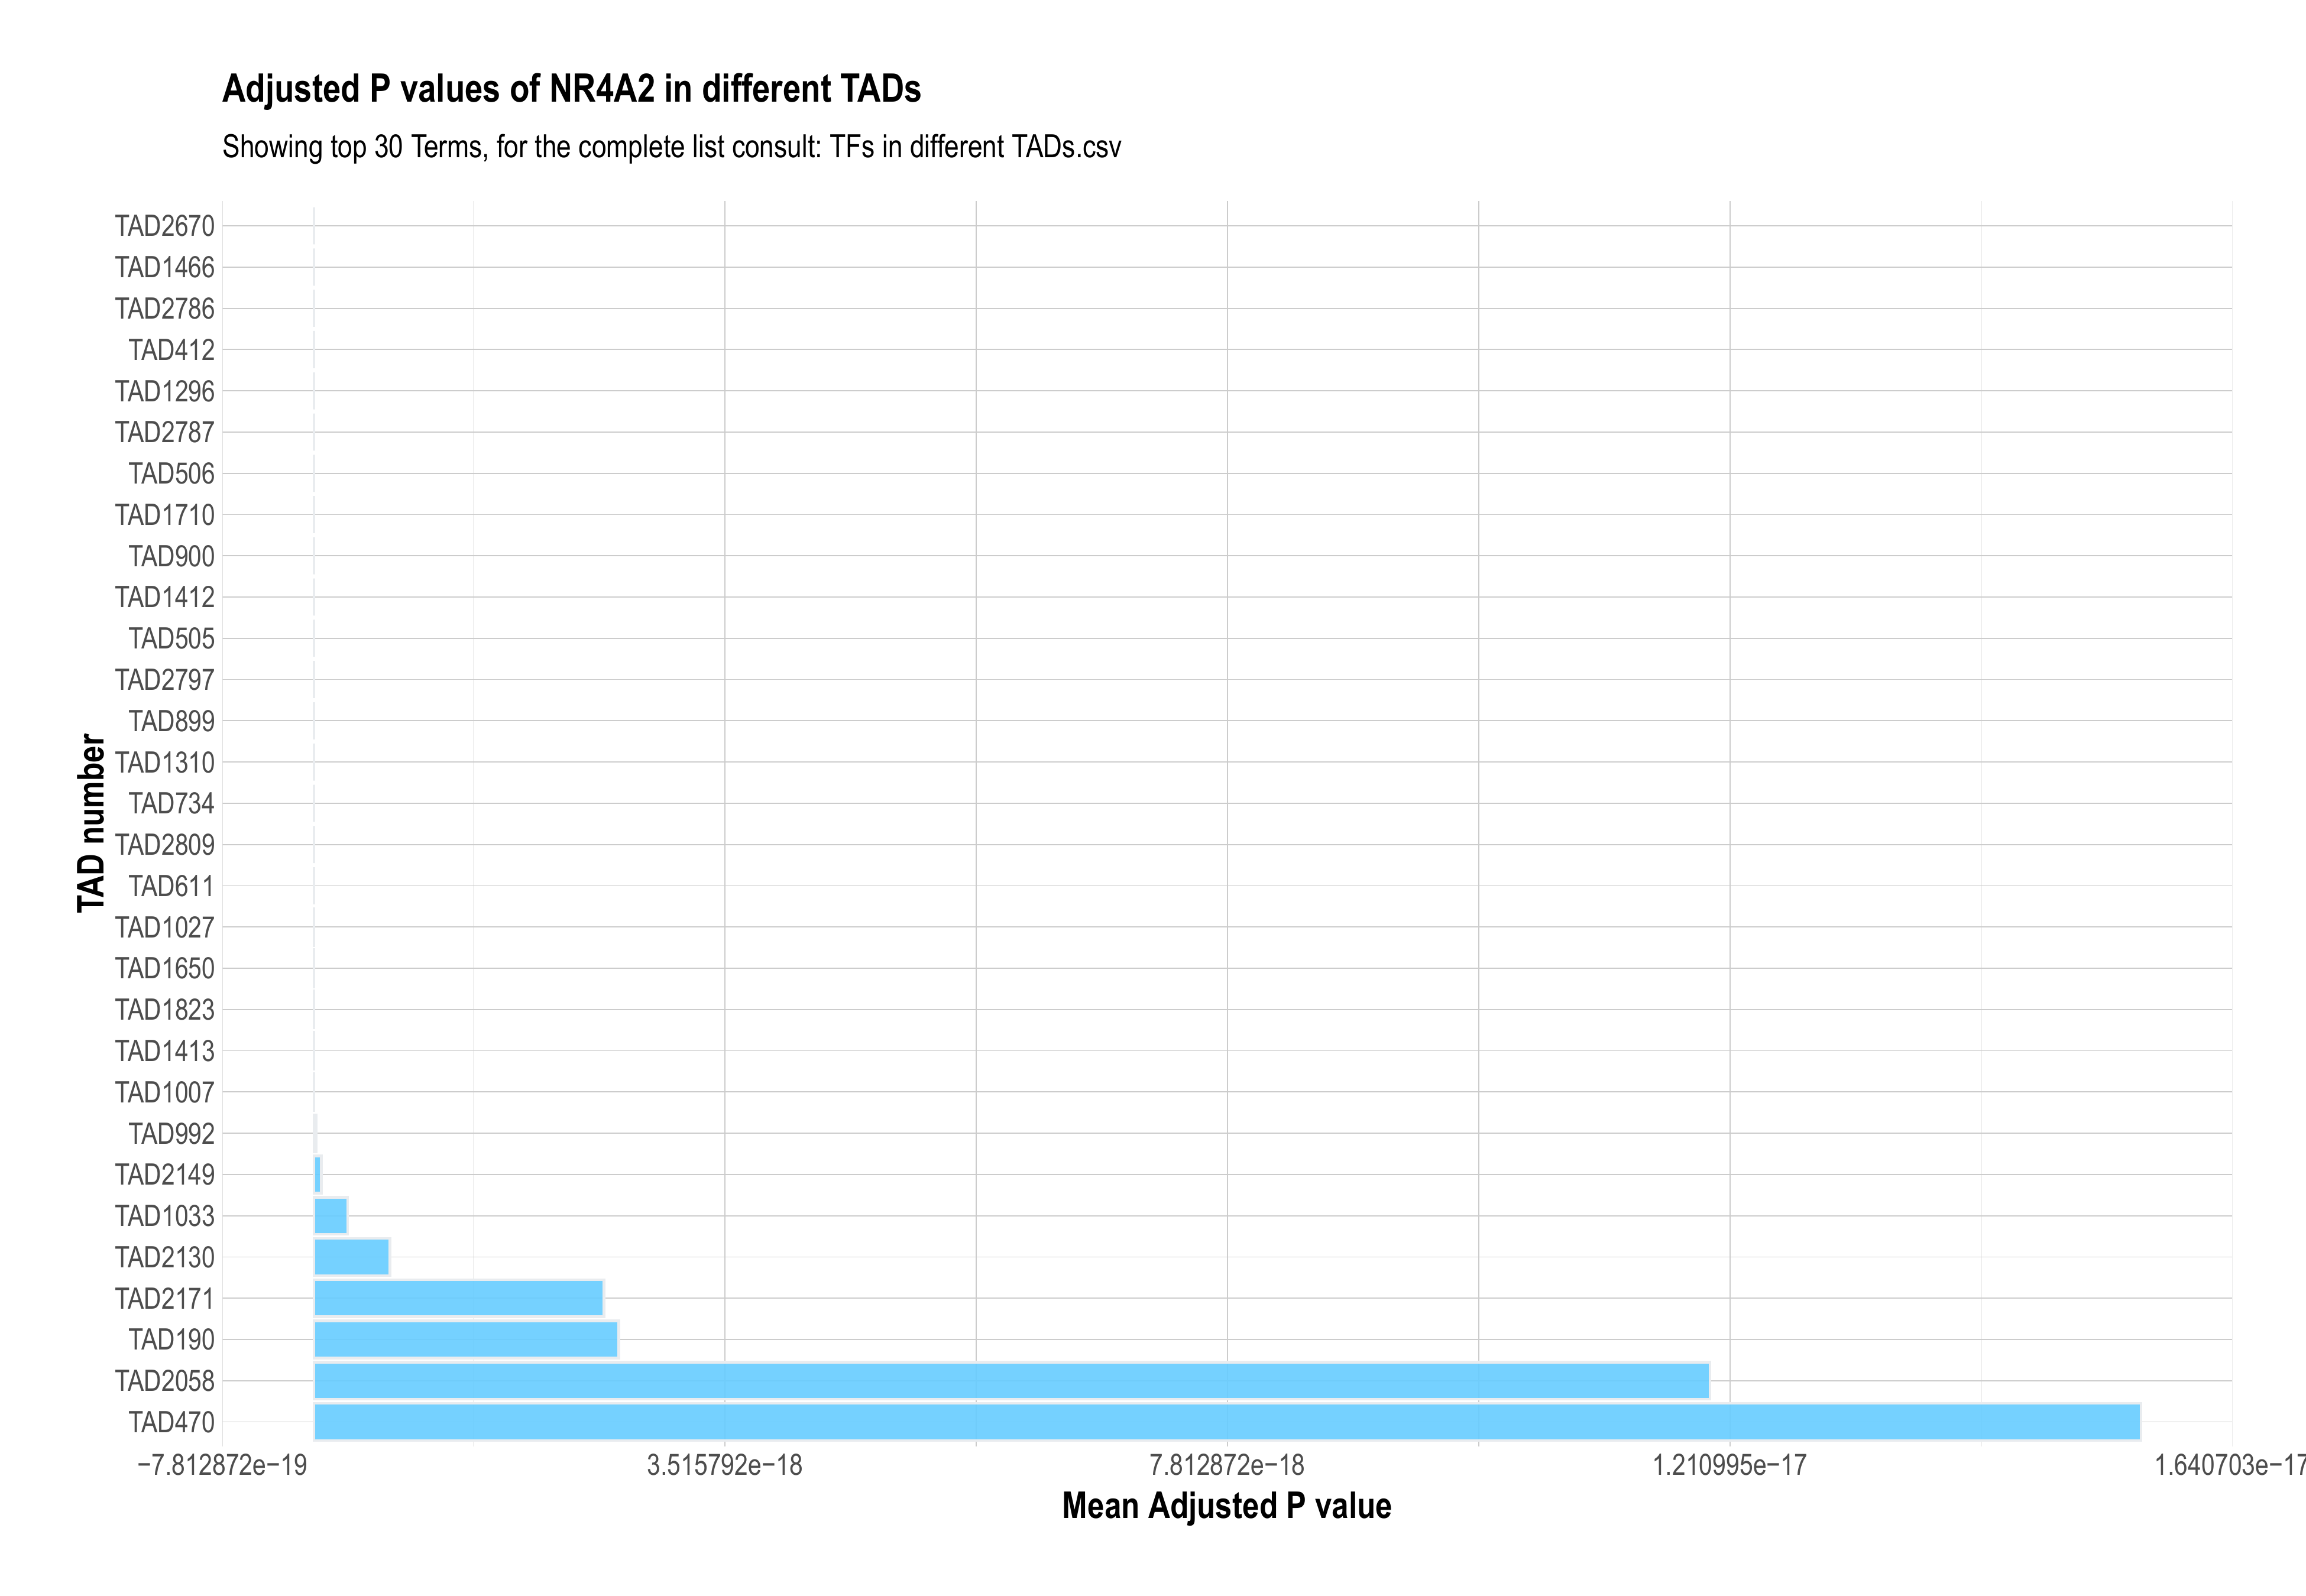 Adjusted P values of NR4A2 in different TADs
Showing top 30 Terms, for the complete list consult: TFs in different TADs.csv
TAD number
TAD2670
TAD1466
TAD2786
TAD412
TAD1296
TAD2787
TAD506
TAD1710
TAD900
TAD1412
TAD505
TAD2797
TAD899
TAD1310
TAD734
TAD2809
TAD611
TAD1027
TAD1650
TAD1823
TAD1413
TAD1007
TAD992
TAD2149
TAD1033
TAD2130
TAD2171
TAD190
TAD2058
TAD470
−7.812872e−19 3.515792e−18 7.812872e−18 1.210995e−17 1.640703e−17
Mean Adjusted P value